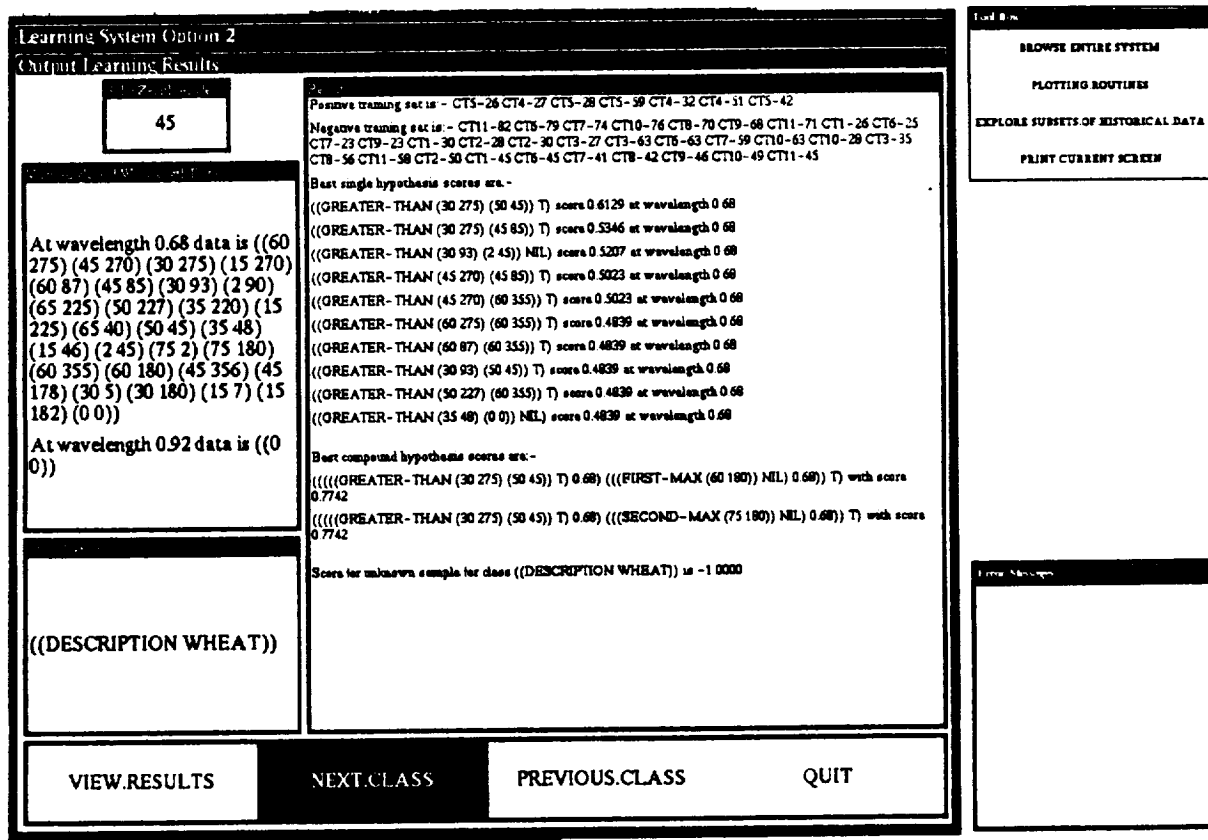 Learning System Option 2
Output Learning Results
45
At wavelength 0.68 data is ((60
275) (45 270) (30 275) (15 270)
(60 87) (45 85) (30 93) (2 90)
(65 225) (50 227) (35 220) (15
225) (65 40) (50 45) (35 48)
(15 46) (2 45) (75 2) (75 180)
(60 355) (60 180) (45 356) (45
178) (30 5) (30 180) (15 7) (15
182) (0 0))
At wavelength 0.92 data is ((0
0))
((DESCRIPTION WHEAT))
Positive training set is:- CT5-26 CT4-27 CT5-28 CT5-59 CT4-32 CT4-51 CT5-42
Negative training set is:- CT11-82 CT6-79 CT7-74 CT10-76 CT8-70 CT9-68 CT11-71 CT1-26 CT6-25
CT7-23 CT9-23 CT1-30 CT2-28 CT2-30 CT3-27 CT3-63 CT6-63 CT7-59 CT10-63 CT10-28 CT3-35
CT8-56 CT11-58 CT2-50 CT1-45 CT6-45 CT7-41 CT8-42 CT9-46 CT10-49 CT11-45
Best single hypothesis scores are:-
((GREATER-THAN (30 275) (50 45)) T) score 0.6129 at wavelength 0.68
((GREATER-THAN (30 275) (45 85)) T) score 0.5346 at wavelength 0.68
((GREATER-THAN (30 93) (2 45)) NIL) score 0.5207 at wavelength 0.68
((GREATER-THAN (45 270) (45 85)) T) score 0.5023 at wavelength 0.68
((GREATER-THAN (45 270) (60 355)) T) score 0.5023 at wavelength 0.68
((GREATER-THAN (60 275) (60 355)) T) score 0.4839 at wavelength 0.68
((GREATER-THAN (60 87) (60 355)) T) score 0.4839 at wavelength 0.68
((GREATER-THAN (30 93) (50 45)) T) score 0.4839 at wavelength 0.68
((GREATER-THAN (50 227) (60 355)) T) score 0.4839 at wavelength 0.68
((GREATER-THAN (35 48) (0 0)) NIL) score 0.4839 at wavelength 0.68
Best compound hypothesis scores are:-
(((((GREATER-THAN (30 275) (50 45)) T) 0.68) (((FIRST-MAX (60 180)) NIL) 0.68)) T) with score
0.7742
(((((GREATER-THAN (30 275) (50 45)) T) 0.68) (((SECOND-MAX (75 180)) NIL) 0.68)) T) with score
0.7742
Score for unknown sample for class ((DESCRIPTION WHEAT)) is -1.0000
VIEW.RESULTS
NEXT.CLASS
PREVIOUS.CLASS
QUIT
Tool Box
BROWSE ENTIRE SYSTEM
PLOTTING ROUTINES
EXPLORE SUBSETS.OF HISTORICAL DATA
PRINT CURRENT SCREEN
Error Messages